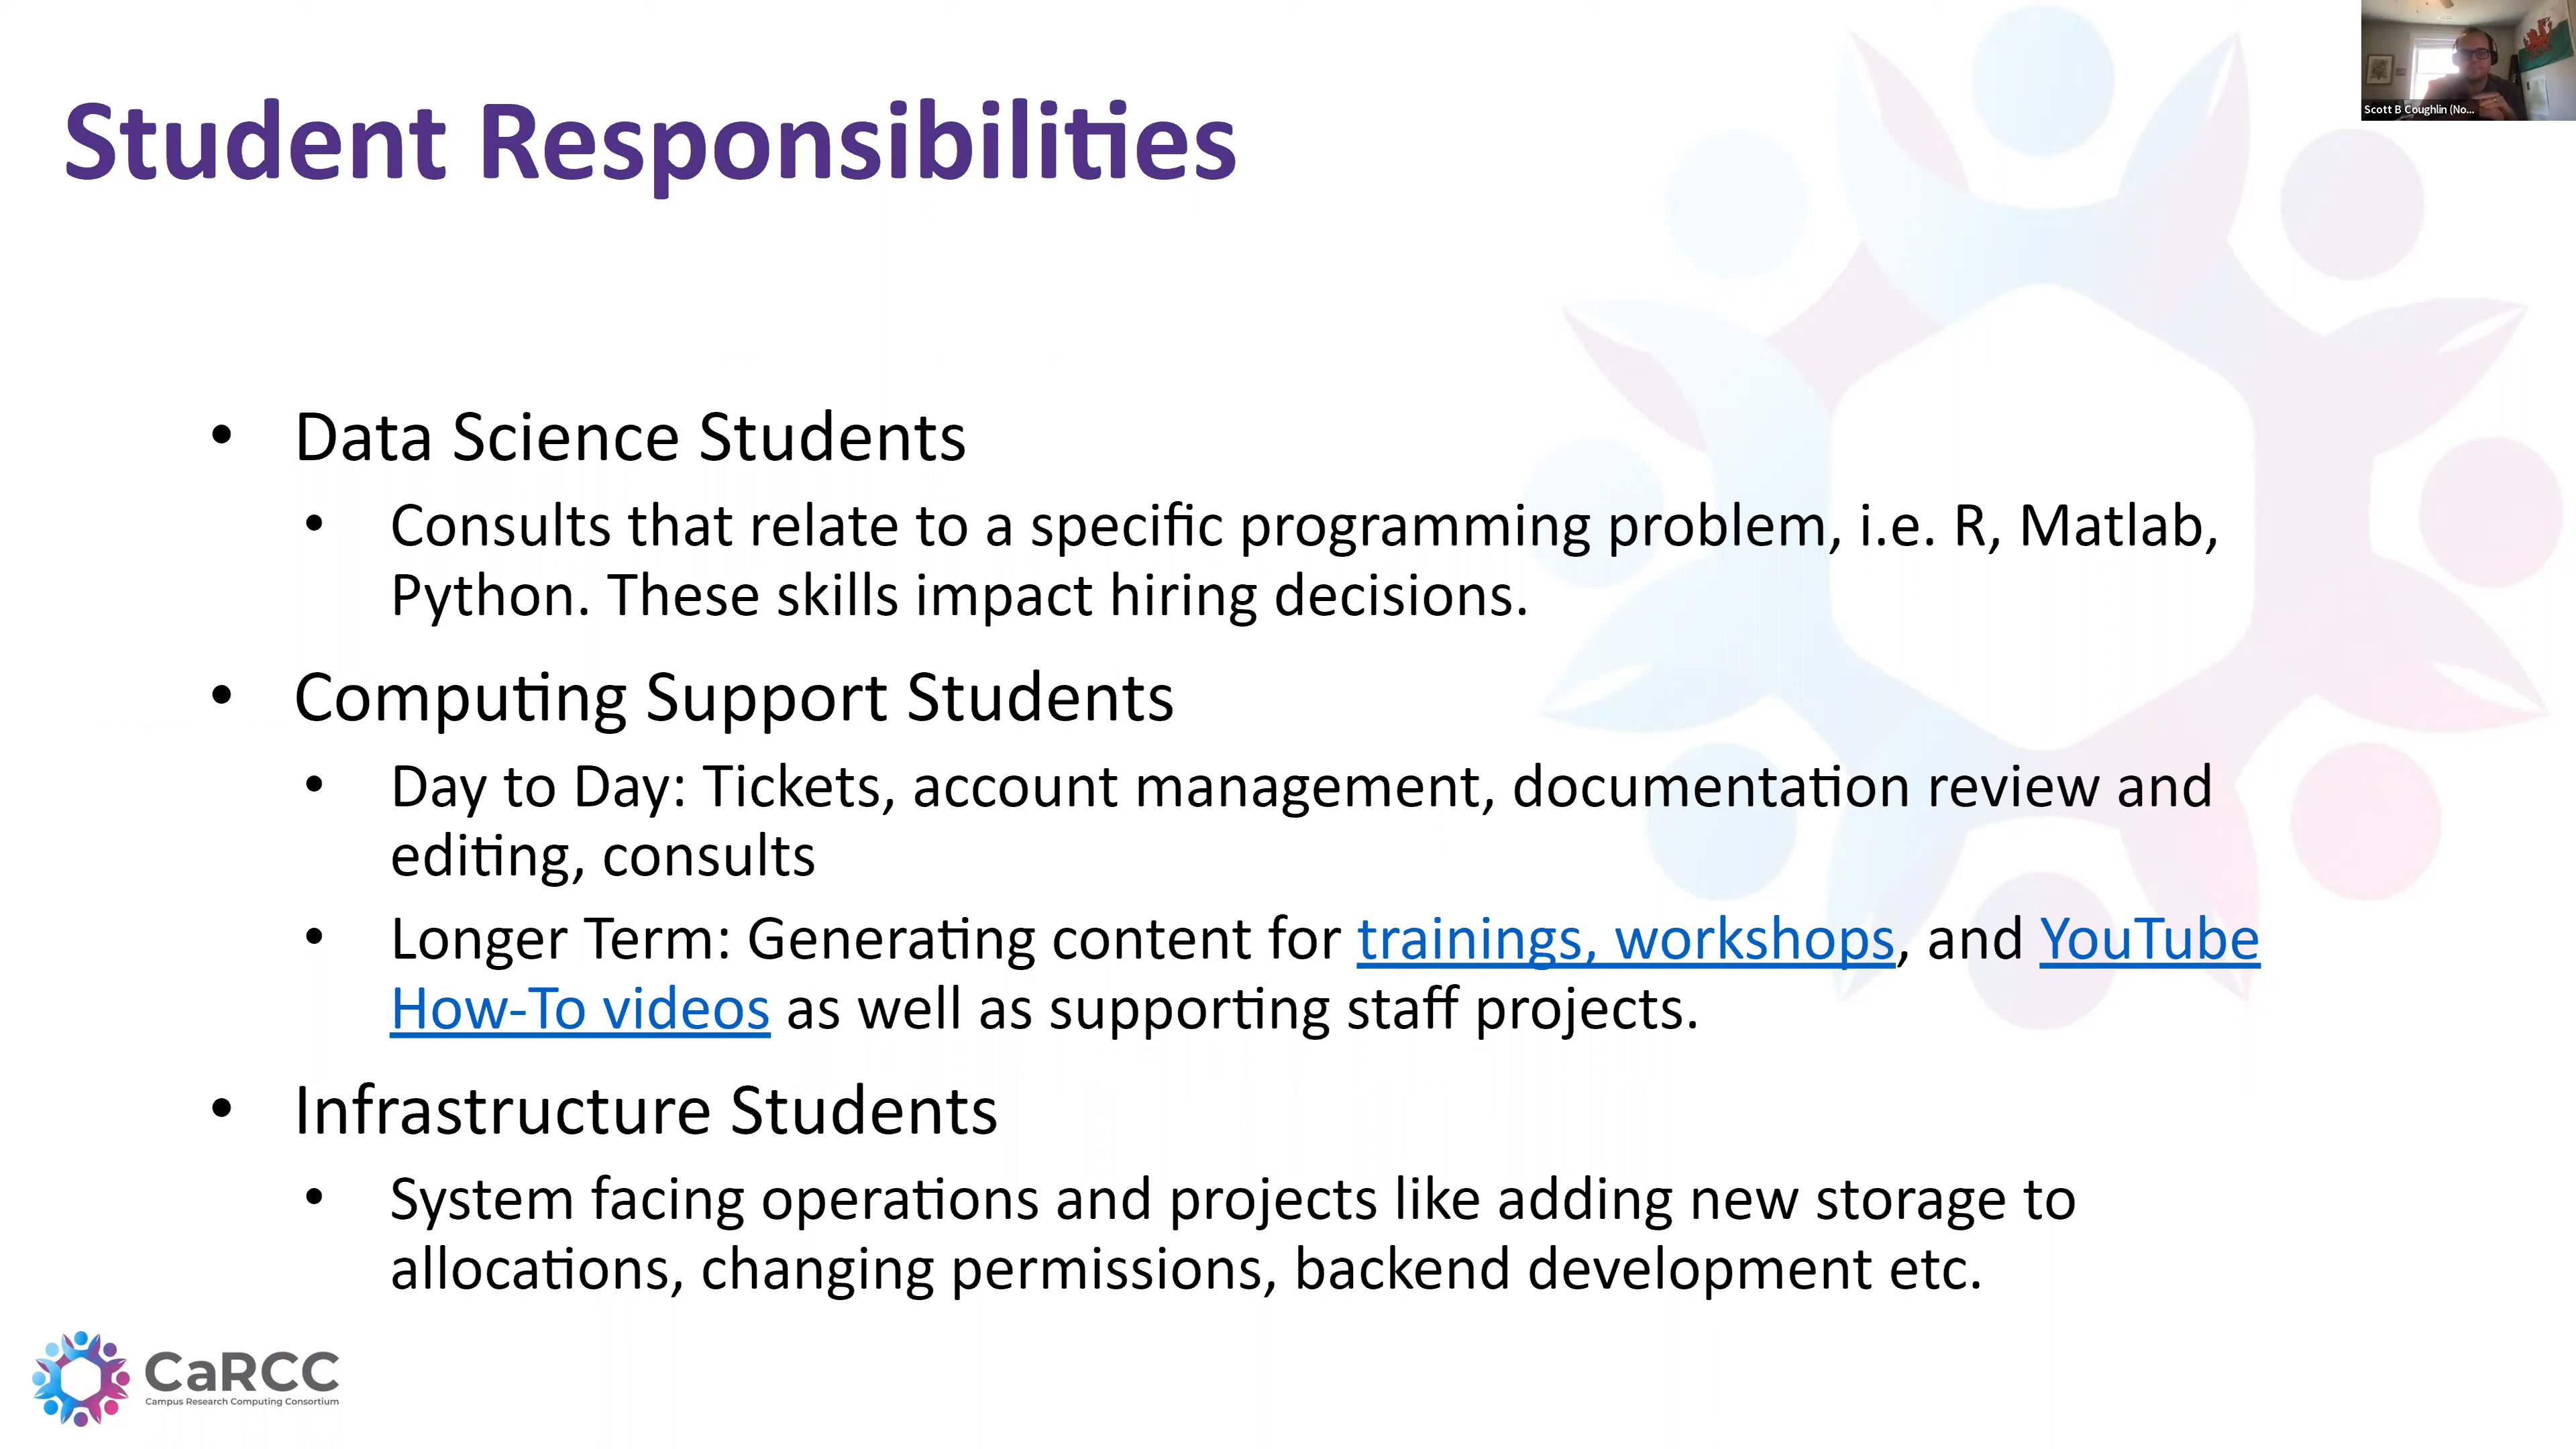 Scott B Coughlin (No...
Student Responsibilities
• Data Science Students
• Consults that relate to a specific programming problem, i.e. R, Matlab,
Python. These skills impact hiring decisions.
• Computing Support Students
• Day to Day: Tickets, account management, documentation review and
editing, consults
• Longer Term: Generating content for trainings, workshops, and YouTube
How-To videos as well as supporting staff projects.
• Infrastructure Students
• System facing operations and projects like adding new storage to
allocations, changing permissions, backend development etc.
CaRCC
Campus Research Computing Consortium